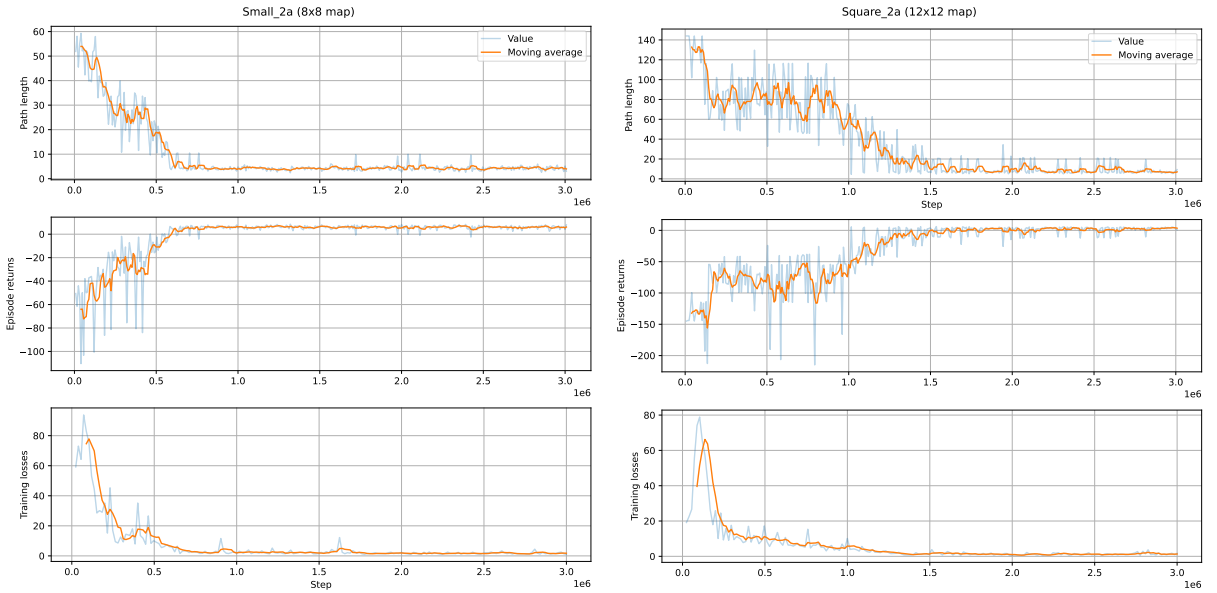 Small_2a (8x8 map)
Path length
60
50
40
30
20
10
0
Value
Moving average
0.0 0.5 1.0 1.5 2.0 2.5 3.0
1e6
Episode returns
0
−20
−40
−60
−80
−100
0.0 0.5 1.0 1.5 2.0 2.5 3.0
1e6
Training losses
80
60
40
20
0
0.0 0.5 1.0 1.5 2.0 2.5 3.0
Step
1e6
Square_2a (12x12 map)
Path length
140
120
100
80
60
40
20
0
Value
Moving average
0.0 0.5 1.0 1.5 2.0 2.5 3.0
Step
1e6
Episode returns
0
−50
−100
−150
−200
0.0 0.5 1.0 1.5 2.0 2.5 3.0
1e6
Training losses
80
60
40
20
0
0.0 0.5 1.0 1.5 2.0 2.5 3.0
1e6